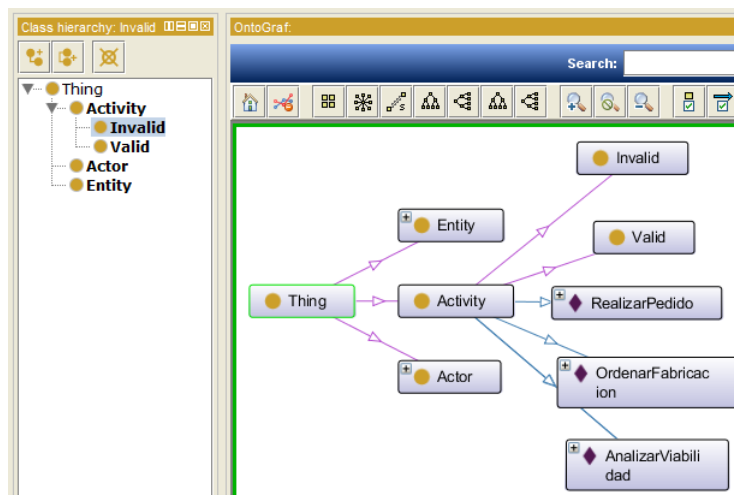 Class hierarchy: Invalid
Thing
Activity
Invalid
Valid
Actor
Entity
OntoGraf:
Search:
Invalid
Entity
Valid
Thing
Activity
RealizarPedido
Actor
OrdenarFabricac
ion
AnalizarViabili
dad